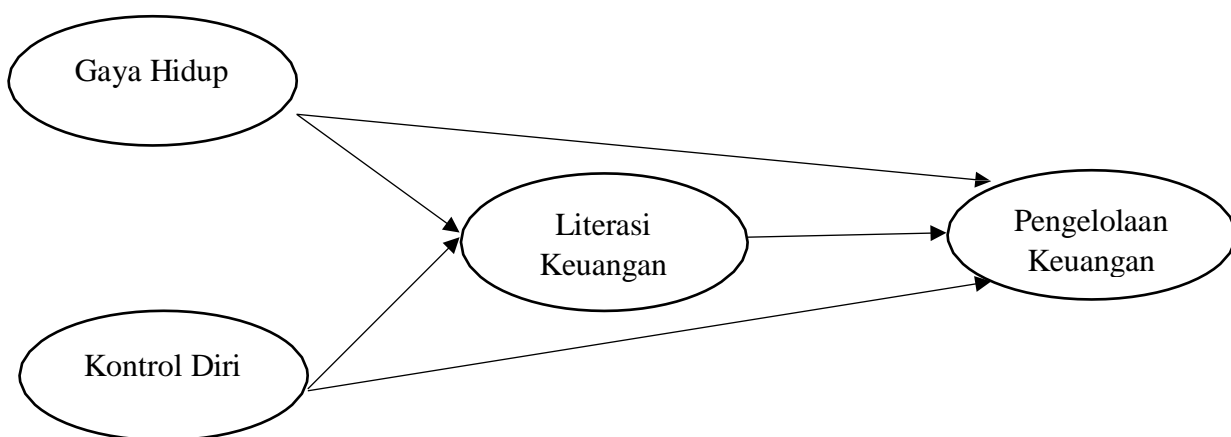 Gaya Hidup
Literasi
Keuangan
Pengelolaan
Keuangan
Kontrol Diri